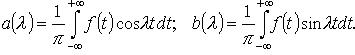 a(λ) = 1/π ∫_{-∞}^{+∞} f(t) cos λt dt;   b(λ) = 1/π ∫_{-∞}^{+∞} f(t) sin λt dt.